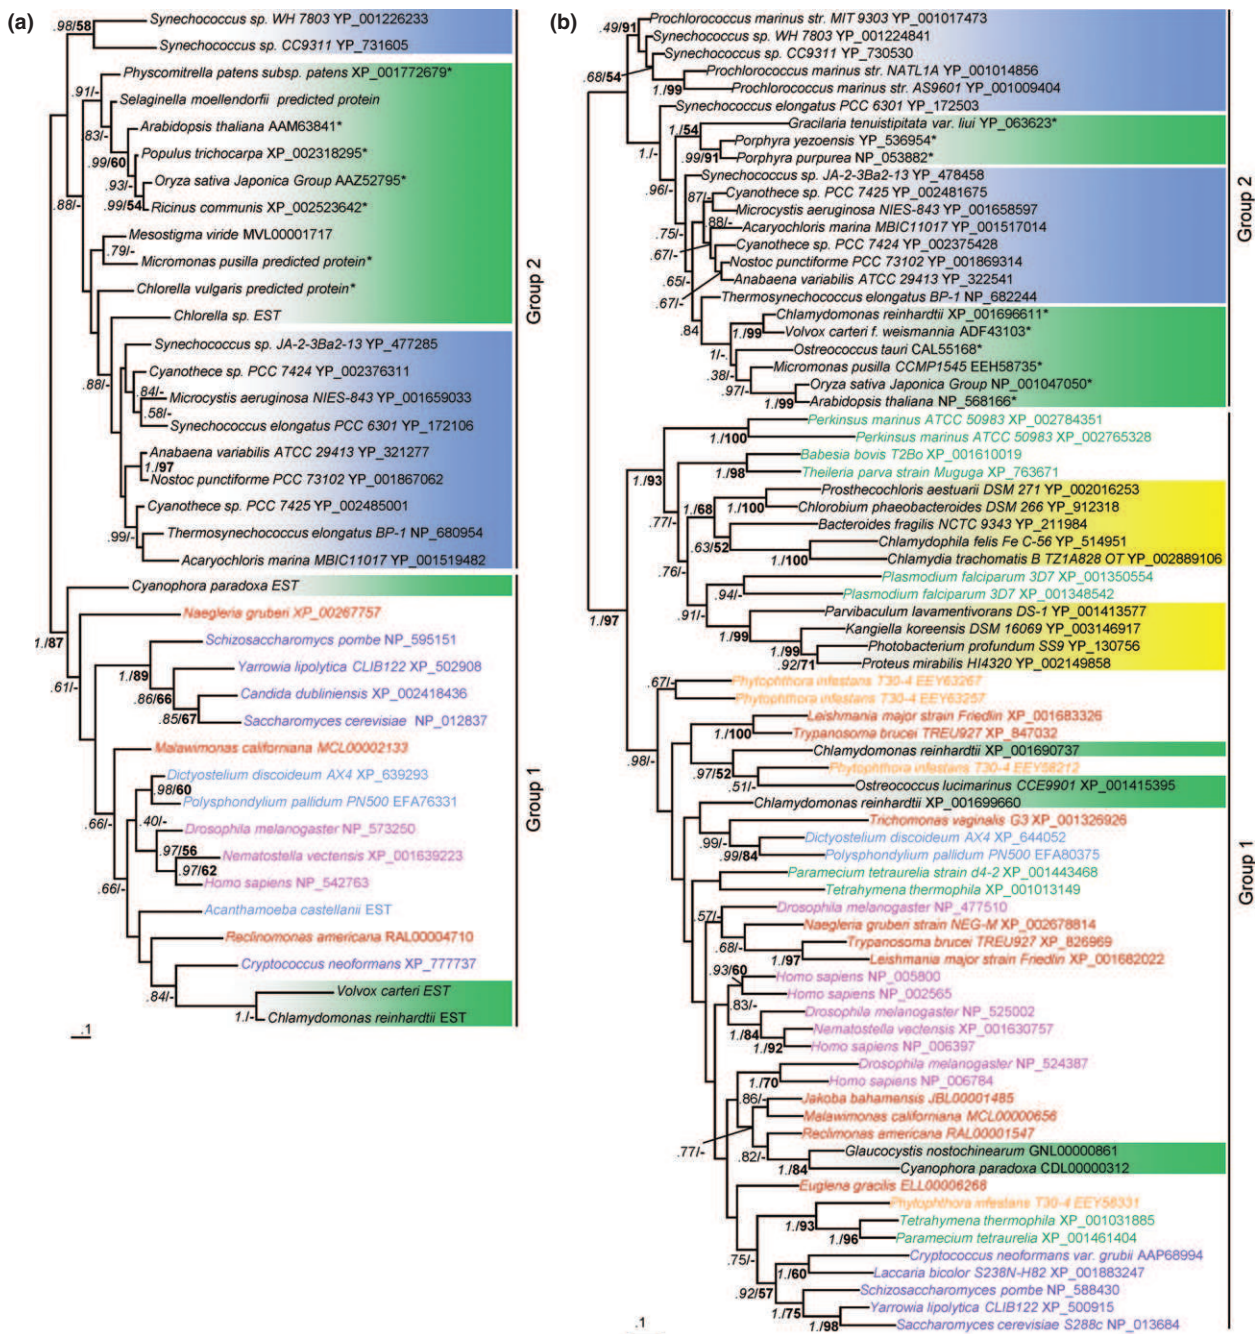 (a)
.98/58
Synechococcus sp. WH 7803 YP_001226233
Synechococcus sp. CC9311 YP_731605
Physcomitrella patens subsp. patens XP_001772679*
.91/-
Selaginella moellendorfii predicted protein
.83/-
Arabidopsis thaliana AAM63841*
.99/60
Populus trichocarpa XP_002318295*
.93/-
Oryza sativa Japonica Group AAZ52795*
.99/54
Ricinus communis XP_002523642*
.88/-
Mesostigma viride MVL00001717
.79/-
Micromonas pusilla predicted protein*
Chlorella vulgaris predicted protein*
Chlorella sp. EST
Synechococcus sp. JA-2-3Ba2-13 YP_477285
.88/-
Cyanothece sp. PCC 7424 YP_002376311
.84/-
Microcystis aeruginosa NIES-843 YP_001659033
.58/-
Synechococcus elongatus PCC 6301 YP_172106
Anabaena variabilis ATCC 29413 YP_321277
1./97
Nostoc punctiforme PCC 73102 YP_001867062
Cyanothece sp. PCC 7425 YP_002485001
.99/-
Thermosynechococcus elongatus BP-1 NP_680954
Acaryochloris marina MBIC11017 YP_001519482
Group 2
Cyanophora paradoxa EST
Naegleria gruberi XP_00267757
1./87
Schizosaccharomycs pombe NP_595151
.61/-
1./89
Yarrowia lipolytica CLIB122 XP_502908
.86/66
Candida dubliniensis XP_002418436
.85/67
Saccharomyces cerevisiae NP_012837
Malawimonas californiana MCL00002133
Dictyostelium discoideum AX4 XP_639293
.98/60
Polysphondylium pallidum PN500 EFA76331
.66/-
.40/-
Drosophila melanogaster NP_573250
.97/56
Nematostella vectensis XP_001639223
.97/62
Homo sapiens NP_542763
.66/-
Acanthamoeba castellanii EST
Reclinomonas americana RAL00004710
Cryptococcus neoformans XP_777737
.84/-
Volvox carteri EST
1./-
Chlamydomonas reinhardtii EST
Group 1
.1
(b)
.49/91
Prochlorococcus marinus str. MIT 9303 YP_001017473
Synechococcus sp. WH 7803 YP_001224841
Synechococcus sp. CC9311 YP_730530
.68/54
Prochlorococcus marinus str. NATL1A YP_001014856
1./99
Prochlorococcus marinus str. AS9601 YP_001009404
Synechococcus elongatus PCC 6301 YP_172503
1./54
Gracilaria tenuistipitata var. liui YP_063623*
1./-
Porphyra yezoensis YP_536954*
.99/91
Porphyra purpurea NP_053882*
Synechococcus sp. JA-2-3Ba2-13 YP_478458
.96/-
.87/-
Cyanothece sp. PCC 7425 YP_002481675
Microcystis aeruginosa NIES-843 YP_001658597
.88/-
Acaryochloris marina MBIC11017 YP_001517014
.75/-
.67/-
Cyanothece sp. PCC 7424 YP_002375428
Nostoc punctiforme PCC 73102 YP_001869314
.65/-
Anabaena variabilis ATCC 29413 YP_322541
.67/-
Thermosynechococcus elongatus BP-1 NP_682244
Chlamydomonas reinhardtii XP_001696611*
.84
1./99
Volvox carteri f. weismannia ADF43103*
1/-
Ostreococcus tauri CAL55168*
.38/-
Micromonas pusilla CCMP1545 EEH58735*
.97/-
Oryza sativa Japonica Group NP_001047050*
1./99
Arabidopsis thaliana NP_568166*
Group 2
Perkinsus marinus ATCC 50983 XP_002784351
1./100
Perkinsus marinus ATCC 50983 XP_002765328
Babesia bovis T2Bo XP_001610019
1./93
1./98
Theileria parva strain Muguga XP_763671
Prosthecochloris aestuarii DSM 271 YP_002016253
1./68
1./100
Chlorobium phaeobacteroides DSM 266 YP_912318
.77/-
Bacteroides fragilis NCTC 9343 YP_211984
.63/52
Chlamydophila felis Fe C-56 YP_514951
1./100
Chlamydia trachomatis B TZ1A828 OT YP_002889106
.76/-
Plasmodium falciparum 3D7 XP_001350554
.94/-
Plasmodium falciparum 3D7 XP_001348542
.91/-
Parvibaculum lavamentivorans DS-1 YP_001413577
1./97
1./99
Kangiella koreensis DSM 16069 YP_003146917
1./99
Photobacterium profundum SS9 YP_130756
.92/71
Proteus mirabilis HI4320 YP_002149858
.67/-
Phytophthora infestans T30-4 EEY63267
Phytophthora infestans T30-4 EEY63257
Leishmania major strain Friedlin XP_001683326
1./100
Trypanosoma brucei TREU927 XP_847032
.98/-
Chlamydomonas reinhardtii XP_001690737
.97/52
Phytophthora infestans T30-4 EEY58212
.51/-
Ostreococcus lucimarinus CCE9901 XP_001415395
Chlamydomonas reinhardtii XP_001699660
Trichomonas vaginalis G3 XP_001326926
.99/-
Dictyostelium discoideum AX4 XP_644052
.99/84
Polysphondylium pallidum PN500 EFA80375
Paramecium tetraurelia strain d4-2 XP_001443468
Tetrahymena thermophila XP_001013149
.57/-
Drosophila melanogaster NP_477510
Naegleria gruberi strain NEG-M XP_002678814
.68/-
Trypanosoma brucei TREU927 XP_826969
1./97
Leishmania major strain Friedlin XP_001682022
.93/60
Homo sapiens NP_005800
Homo sapiens NP_002565
.83/-
Drosophila melanogaster NP_525002
1./84
Nematostella vectensis XP_001630757
1./92
Homo sapiens NP_006397
Drosophila melanogaster NP_524387
1./70
Homo sapiens NP_006784
.86/-
Jakoba bahamensis JBL00001485
Malawimonas californiana MCL00000656
Reclimonas americana RAL00001547
.77/-
.82/-
Glaucocystis nostochinearum GNL00000861
1./84
Cyanophora paradoxa CDL00000312
Euglena gracilis ELL00006268
Phytophthora infestans T30-4 EEY58331
1./93
Tetrahymena thermophila XP_001031885
1./96
Paramecium tetraurelia XP_001461404
.75/-
Cryptococcus neoformans var. grubii AAP68994
1./60
Laccaria bicolor S238N-H82 XP_001883247
.92/57
Schizosaccharomyces pombe NP_588430
1./75
Yarrowia lipolytica CLIB122 XP_500915
1./98
Saccharomyces cerevisiae S288c NP_013684
Group 1
.1